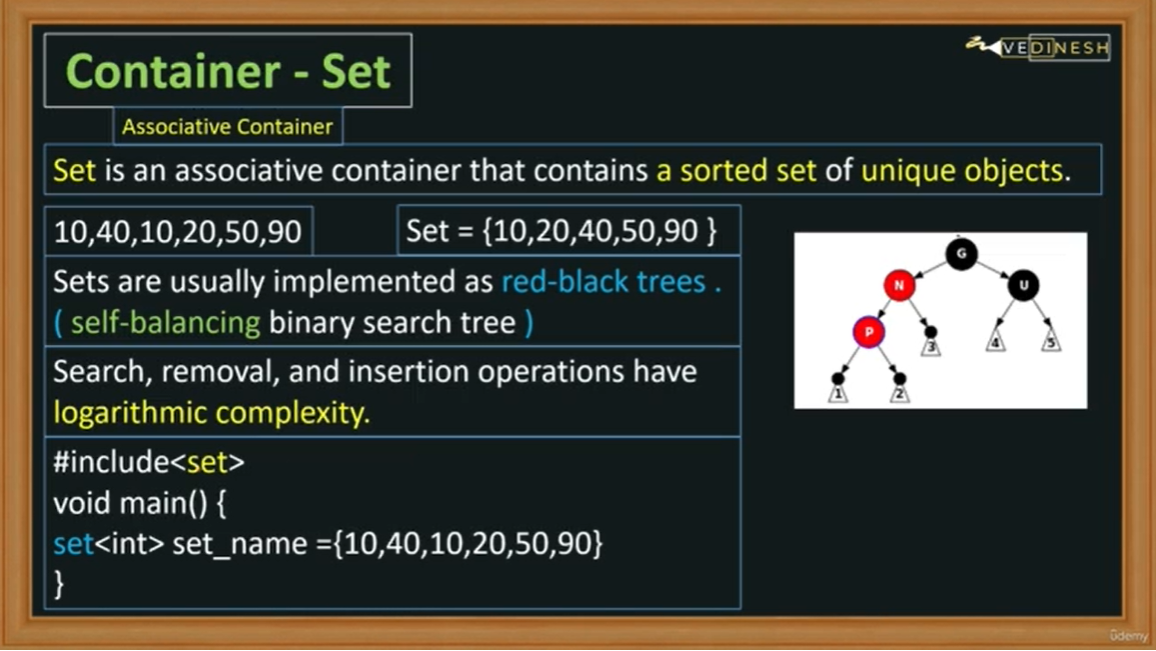 Container - Set
VEDINESH
Associative Container
Set is an associative container that contains a sorted set of unique objects.
10,40,10,20,50,90
Set = {10,20,40,50,90 }
Sets are usually implemented as red-black trees .
( self-balancing binary search tree )
Search, removal, and insertion operations have
logarithmic complexity.
#include<set>
void main() {
set<int> set_name ={10,40,10,20,50,90}
}
G
N
U
P
3
4
5
1
2
ûdemy